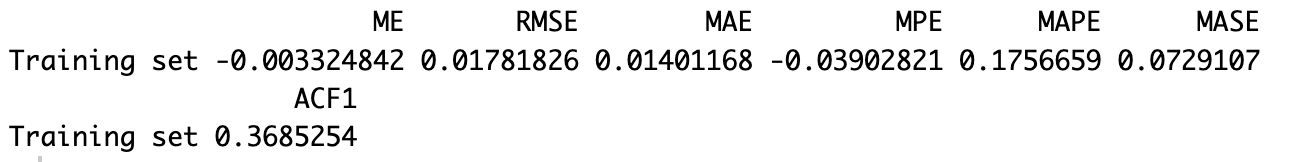 ME RMSE MAE MPE MAPE MASE
Training set -0.003324842 0.01781826 0.01401168 -0.03902821 0.1756659 0.0729107
ACF1
Training set 0.3685254